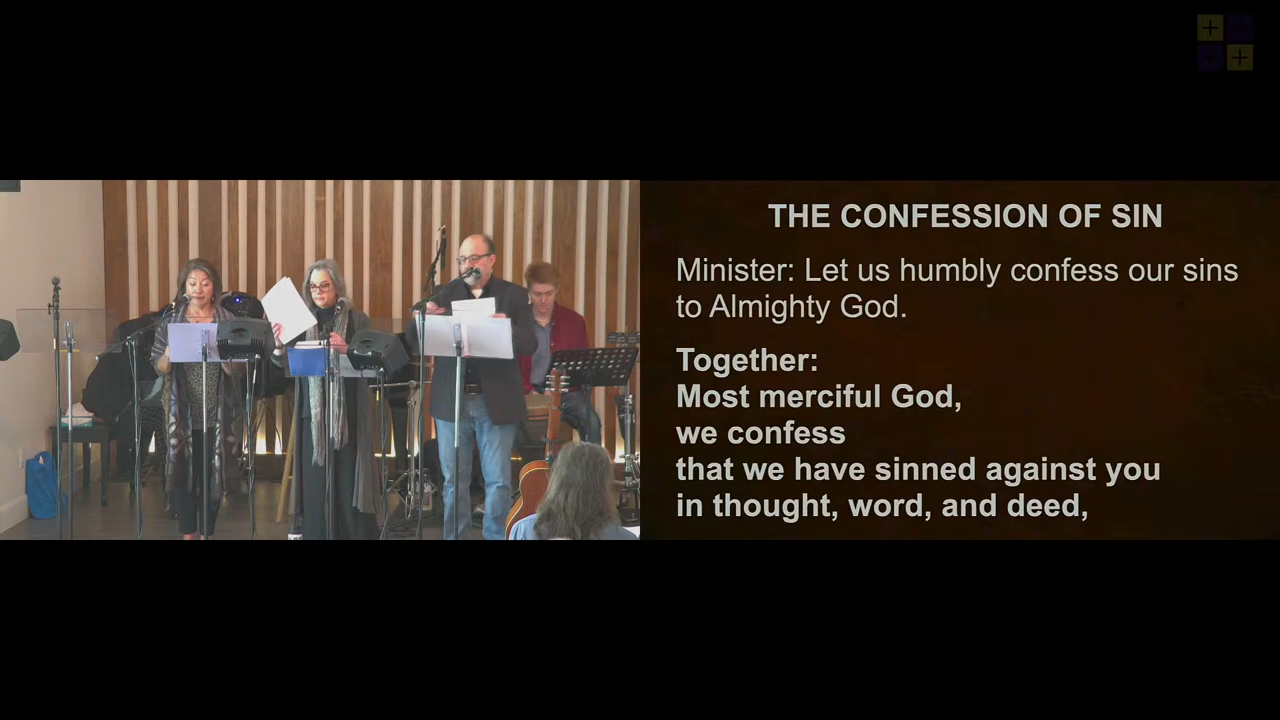 THE CONFESSION OF SIN
Minister: Let us humbly confess our sins
to Almighty God.
Together:
Most merciful God,
we confess
that we have sinned against you
in thought, word, and deed,